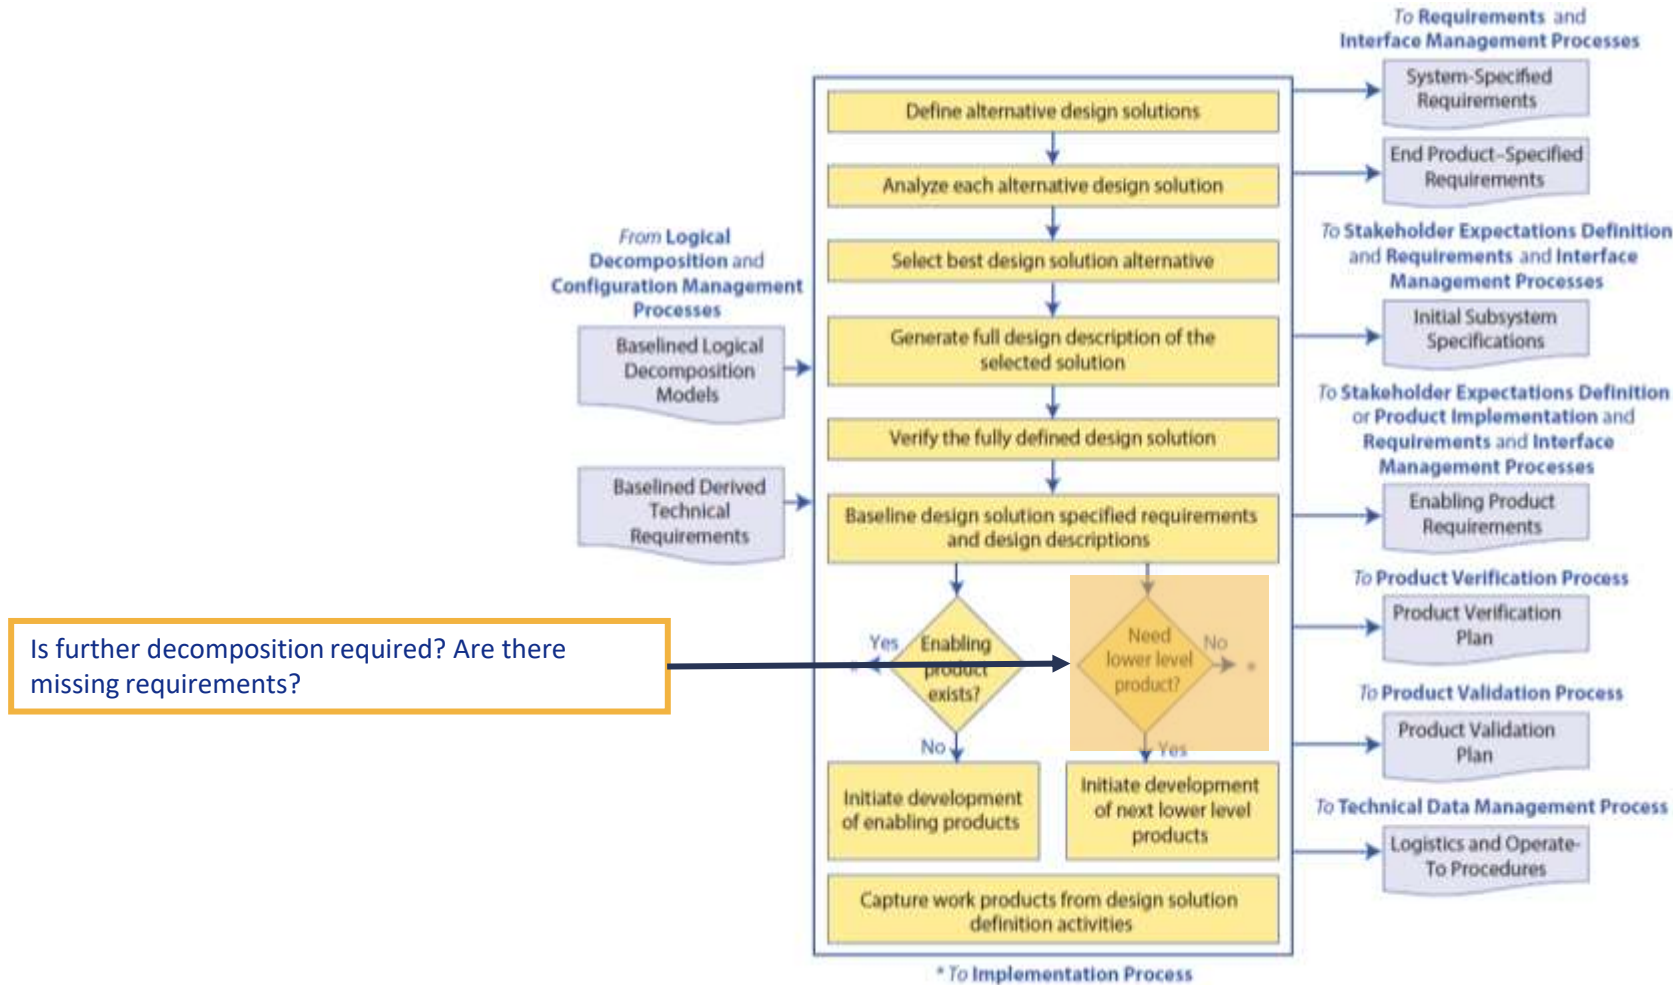 From Logical
Decomposition and
Configuration Management
Processes
Baselined Logical
Decomposition
Models
Baselined Derived
Technical
Requirements
Is further decomposition required? Are there
missing requirements?
Define alternative design solutions
Analyze each alternative design solution
Select best design solution alternative
Generate full design description of the
selected solution
Verify the fully defined design solution
Baseline design solution specified requirements
and design descriptions
Yes
*
Enabling
product
exists?
No
Need
lower level
product?
No
*
Yes
Initiate development
of enabling products
Initiate development
of next lower level
products
Capture work products from design solution
definition activities
* To Implementation Process
To Requirements and
Interface Management Processes
System-Specified
Requirements
End Product–Specified
Requirements
To Stakeholder Expectations Definition
and Requirements and Interface
Management Processes
Initial Subsystem
Specifications
To Stakeholder Expectations Definition
or Product Implementation and
Requirements and Interface
Management Processes
Enabling Product
Requirements
To Product Verification Process
Product Verification
Plan
To Product Validation Process
Product Validation
Plan
To Technical Data Management Process
Logistics and Operate-
To Procedures